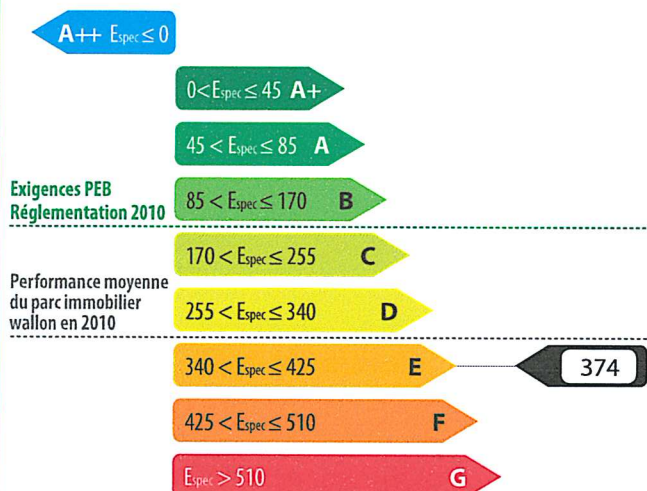 A++ Espec ≤ 0
0 < Espec ≤ 45 A+
45 < Espec ≤ 85 A
Exigences PEB
Réglementation 2010
85 < Espec ≤ 170 B
170 < Espec ≤ 255 C
Performance moyenne
du parc immobilier
wallon en 2010
255 < Espec ≤ 340 D
340 < Espec ≤ 425 E
374
425 < Espec ≤ 510 F
Espec > 510 G